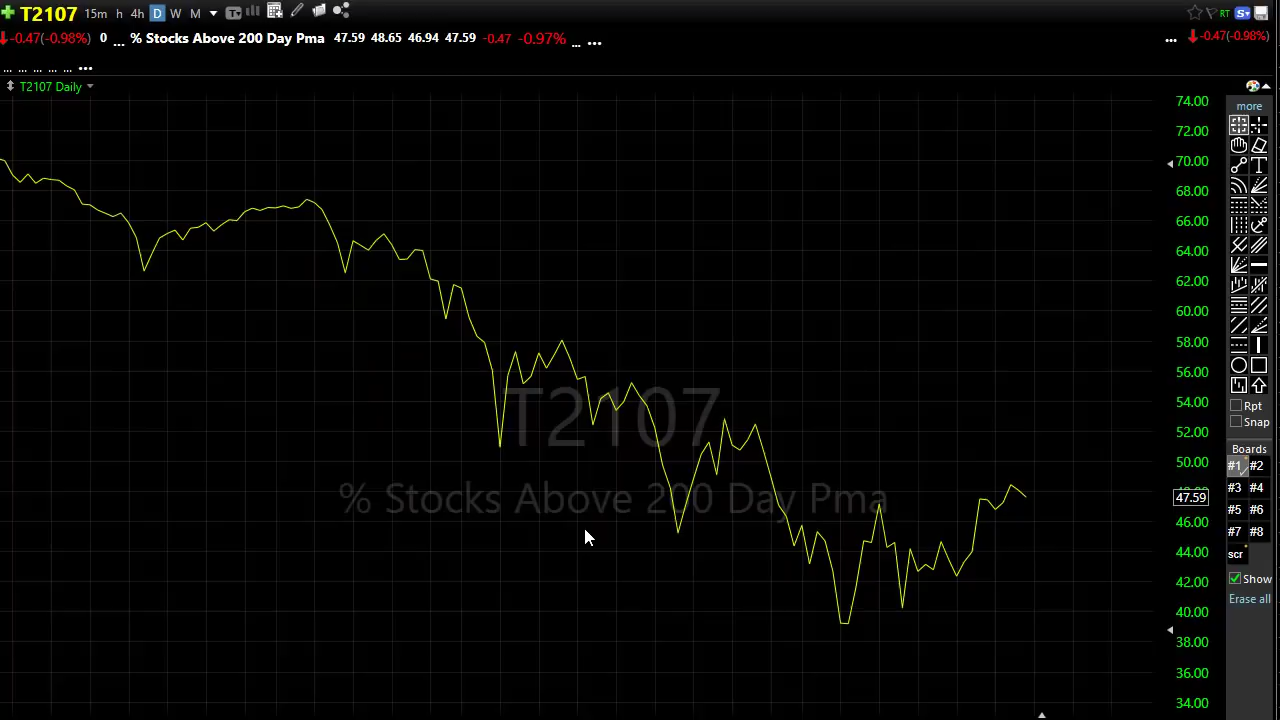 T2107 15m h 4h D W M T RT S
-0.47(-0.98%) 0 ... % Stocks Above 200 Day Pma 47.59 48.65 46.94 47.59 -0.47 -0.97% ... ... ... -0.47(-0.98%)
... ... ... ... ... ...
T2107 Daily
more
74.00
72.00
70.00
68.00
66.00
64.00
62.00
60.00
58.00
56.00
54.00
52.00
50.00
47.59
46.00
44.00
42.00
40.00
38.00
36.00
34.00
T2107
% Stocks Above 200 Day Pma
T
Rpt
Snap
Boards
#1 #2
#3 #4
#5 #6
#7 #8
scr
Show
Erase all